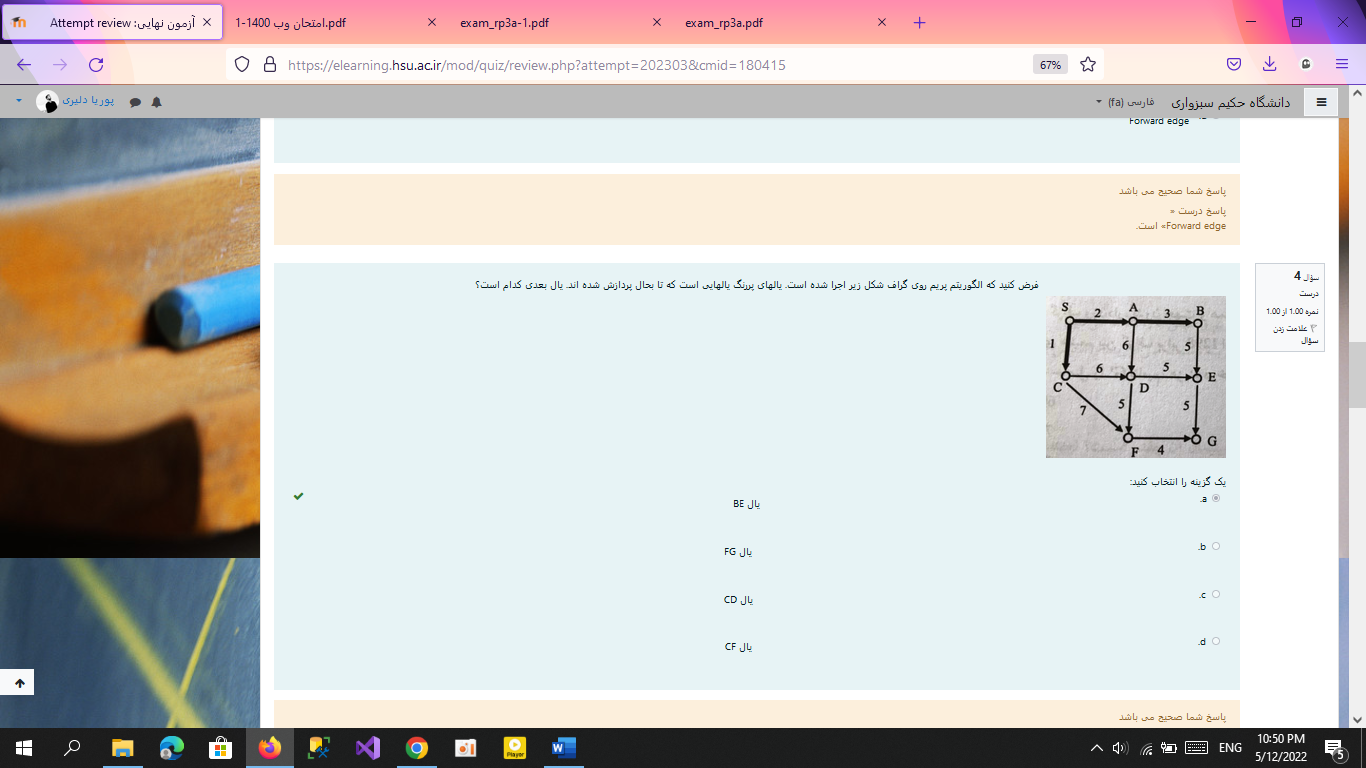 Attempt review :آزمون نهایی
امتحان وب 1400-1.pdf
exam_rp3a-1.pdf
exam_rp3a.pdf
https://elearning.hsu.ac.ir/mod/quiz/review.php?attempt=202303&cmid=180415
67%
دانشگاه حکیم سبزواری
فارسی ‎(fa)‎
پوریا دلیری
Forward edge
پاسخ شما صحیح می باشد
پاسخ درست «
Forward edge» است.
سؤال 4
درست
نمره 1.00 از 1.00
علامت زدن
سؤال
فرض کنید که الگوریتم پریم روی گراف شکل زیر اجرا شده است. یالهای پررنگ یالهایی است که تا بحال پردازش شده اند. یال بعدی کدام است؟
S 2 A 3 B
1 6 5
6 5 E
C D
7 5 5
G
F 4
یک گزینه را انتخاب کنید:
a. یال BE
b. یال FG
c. یال CD
d. یال CF
پاسخ شما صحیح می باشد
Player
ENG
10:50 PM
5/12/2022
5